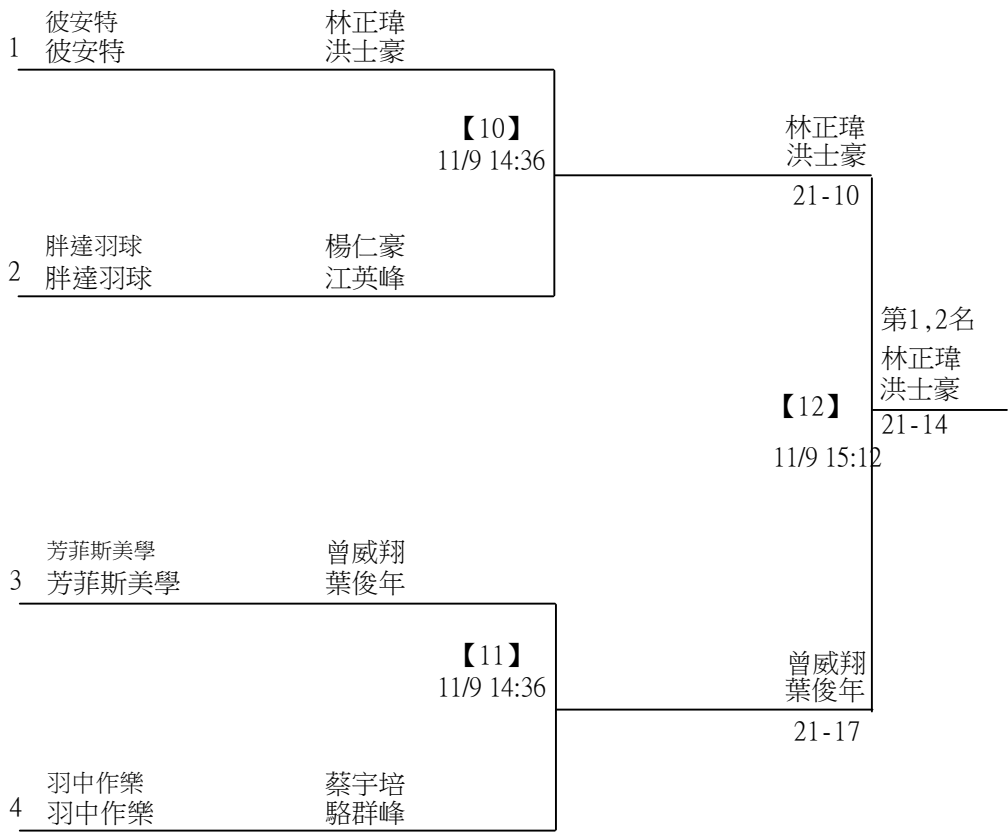 彼安特 林正瑋
1 彼安特 洪士豪
【10】
11/9 14:36
林正瑋
洪士豪
21-10
胖達羽球 楊仁豪
2 胖達羽球 江英峰
第1,2名
林正瑋
洪士豪
【12】
21-14
11/9 15:12
芳菲斯美學 曾威翔
3 芳菲斯美學 葉俊年
【11】
11/9 14:36
曾威翔
葉俊年
21-17
羽中作樂 蔡宇培
4 羽中作樂 駱群峰